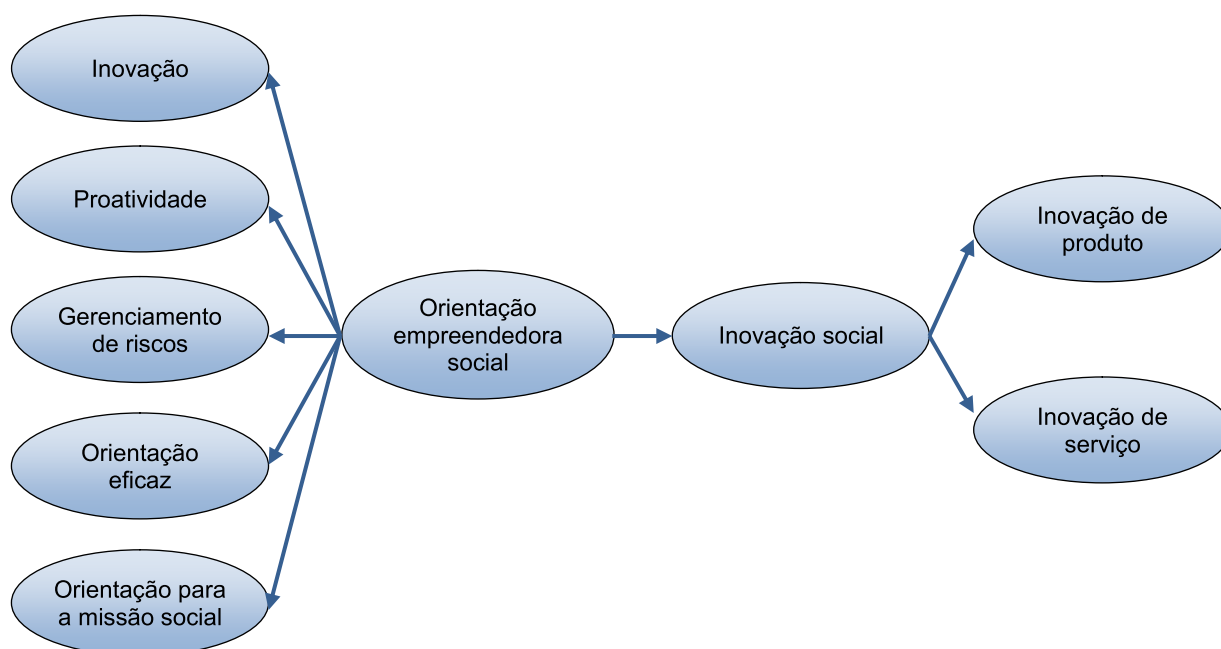 Inovação
Proatividade
Gerenciamento
de riscos
Orientação
eficaz
Orientação para
a missão social
Orientação
empreendedora
social
Inovação social
Inovação de
produto
Inovação de
serviço